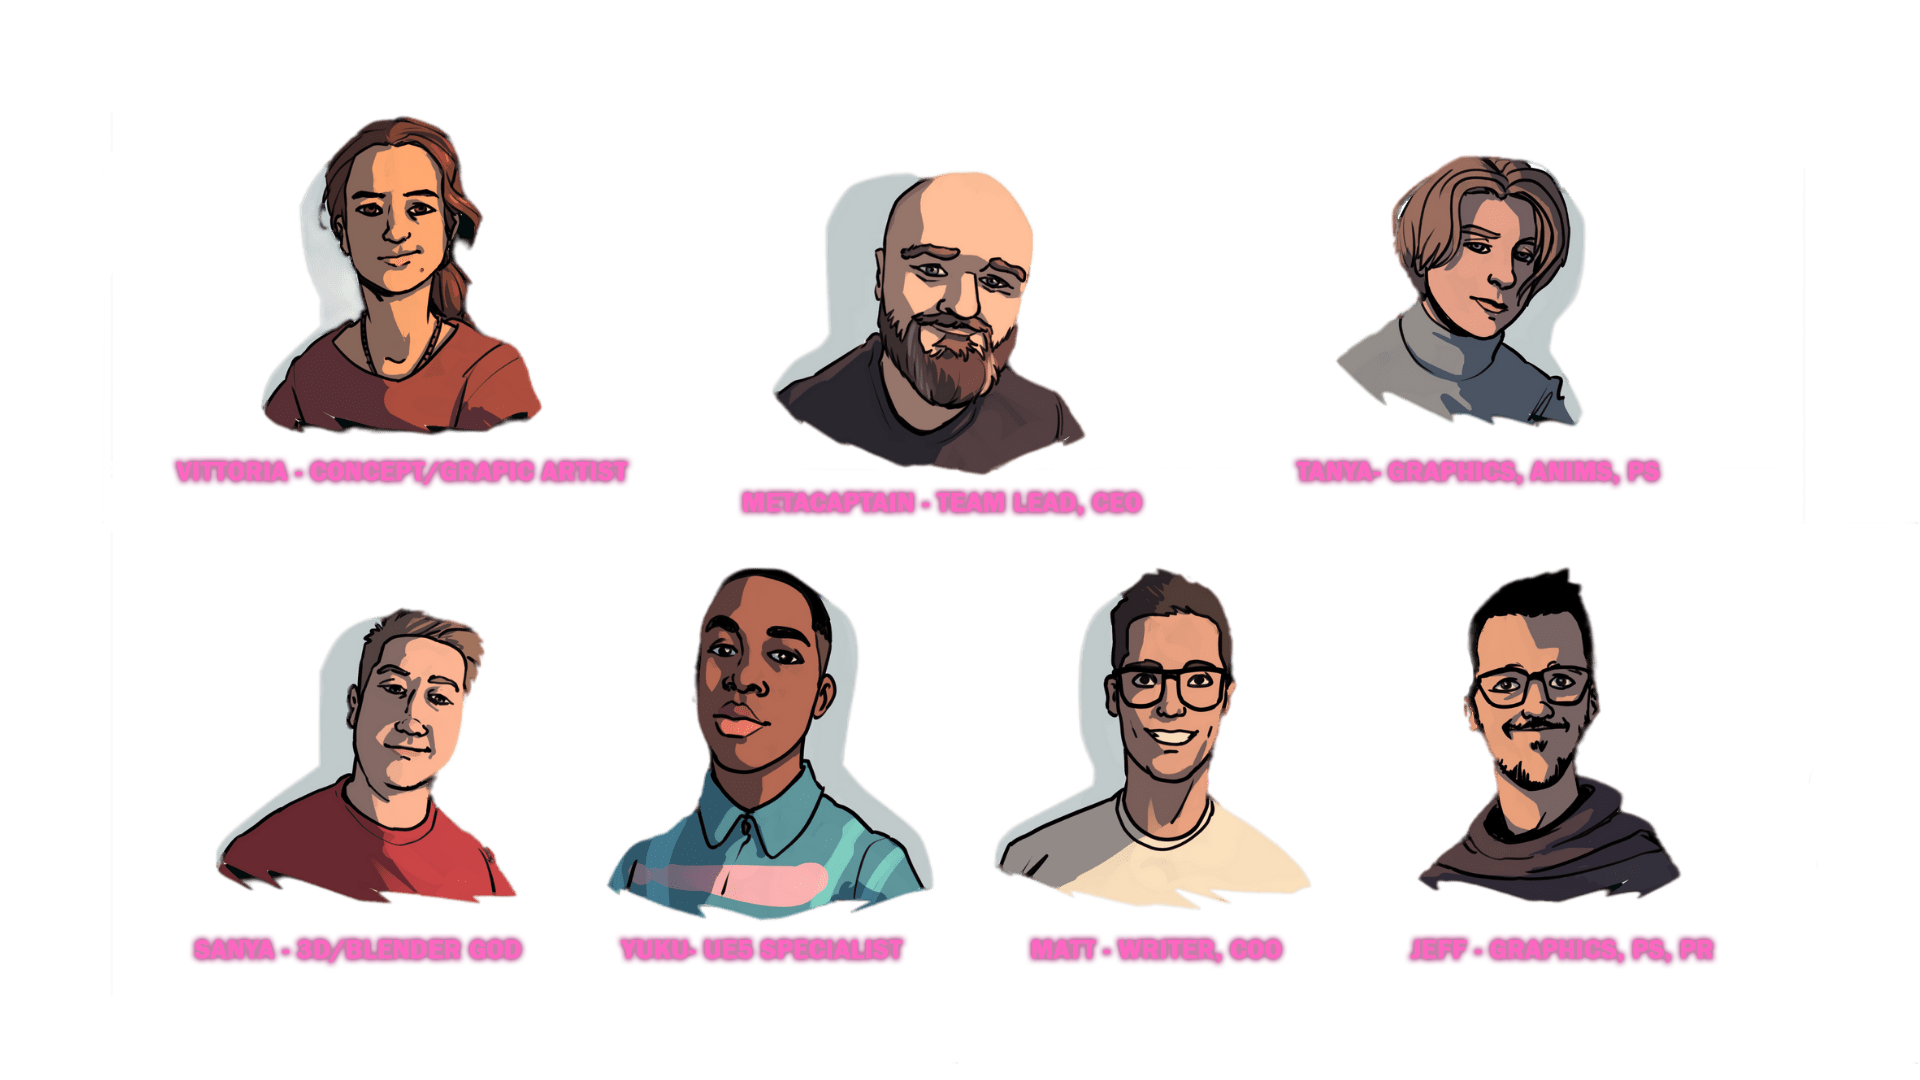 VITTORIA - CONCEPT/GRAPIC ARTIST
METACAPTAIN - TEAM LEAD, CEO
TANYA- GRAPHICS, ANIMS, PS
SANYA - 3D/BLENDER GOD
YUKU- UE5 SPECIALIST
MATT - WRITER, COO
JEFF - GRAPHICS, PS, PR